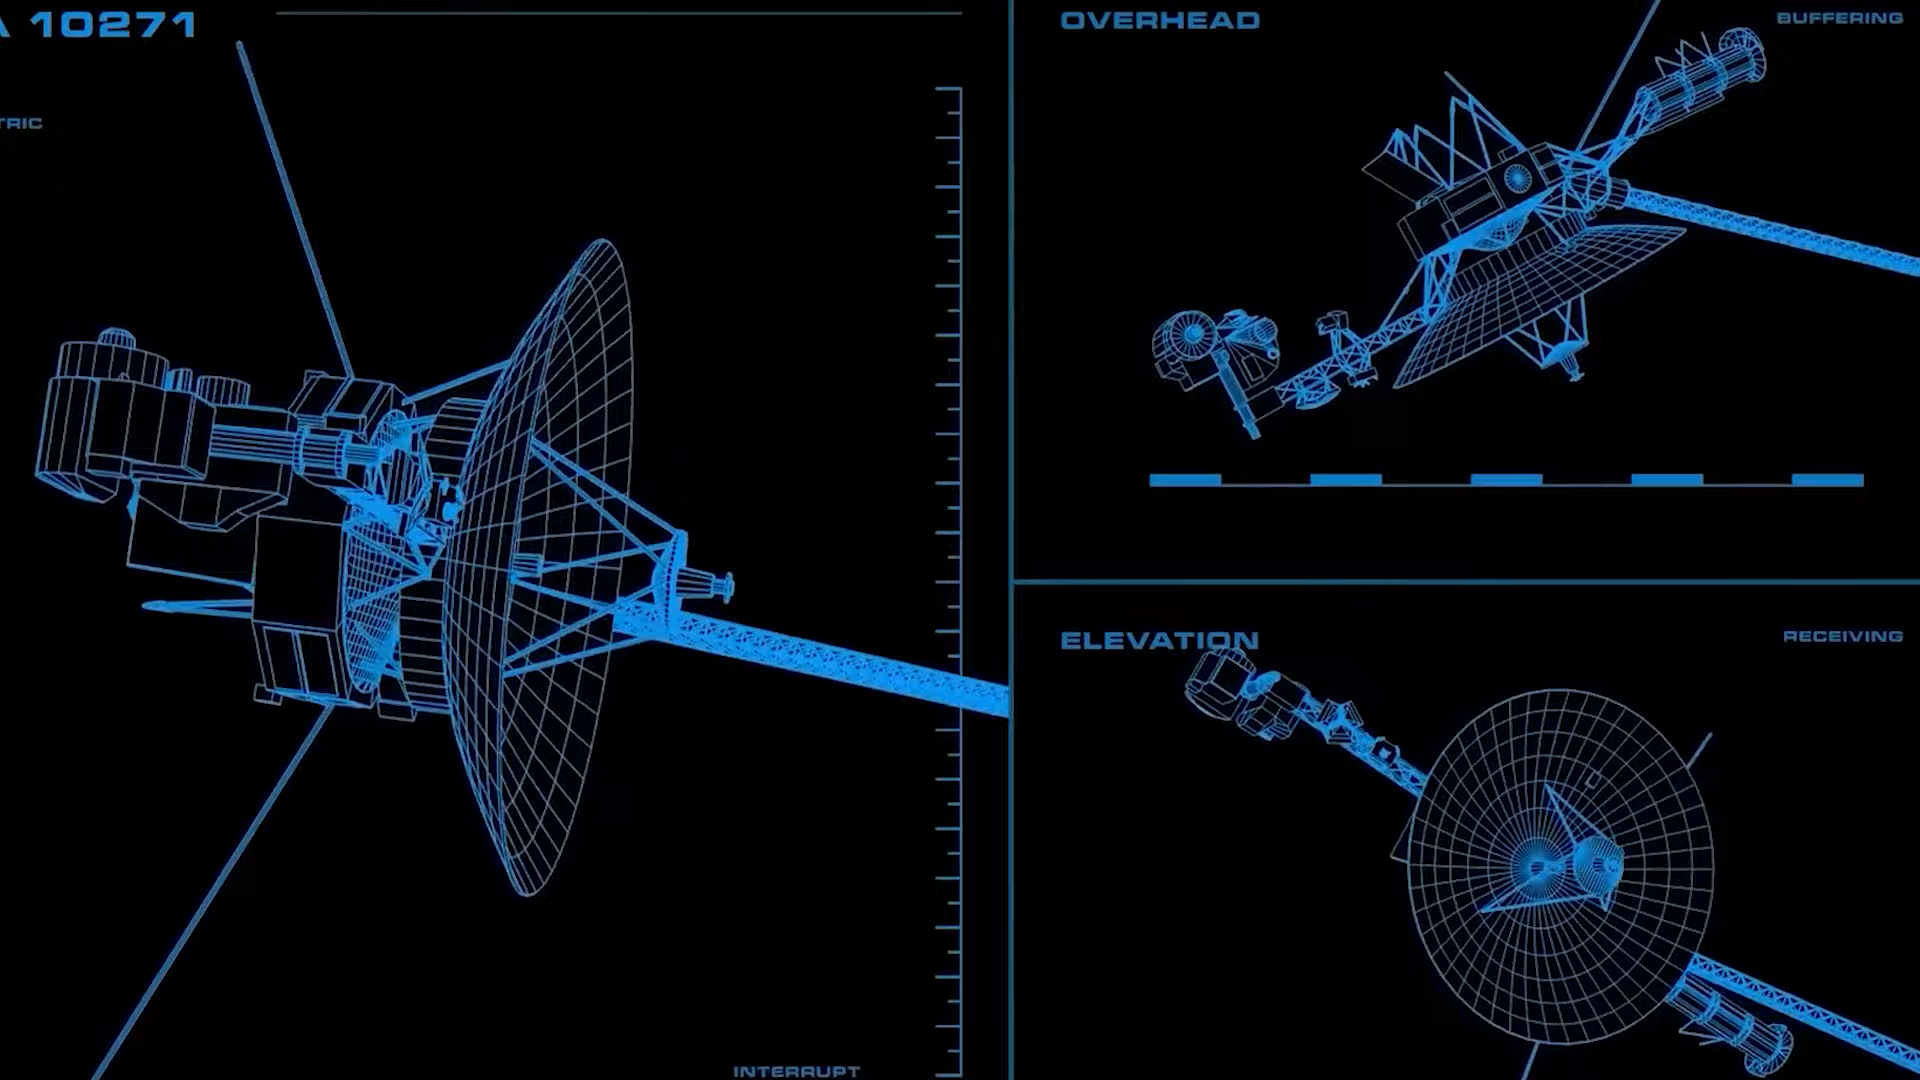 10271
TRIC
INTERRUPT
OVERHEAD
BUFFERING
ELEVATION
RECEIVING